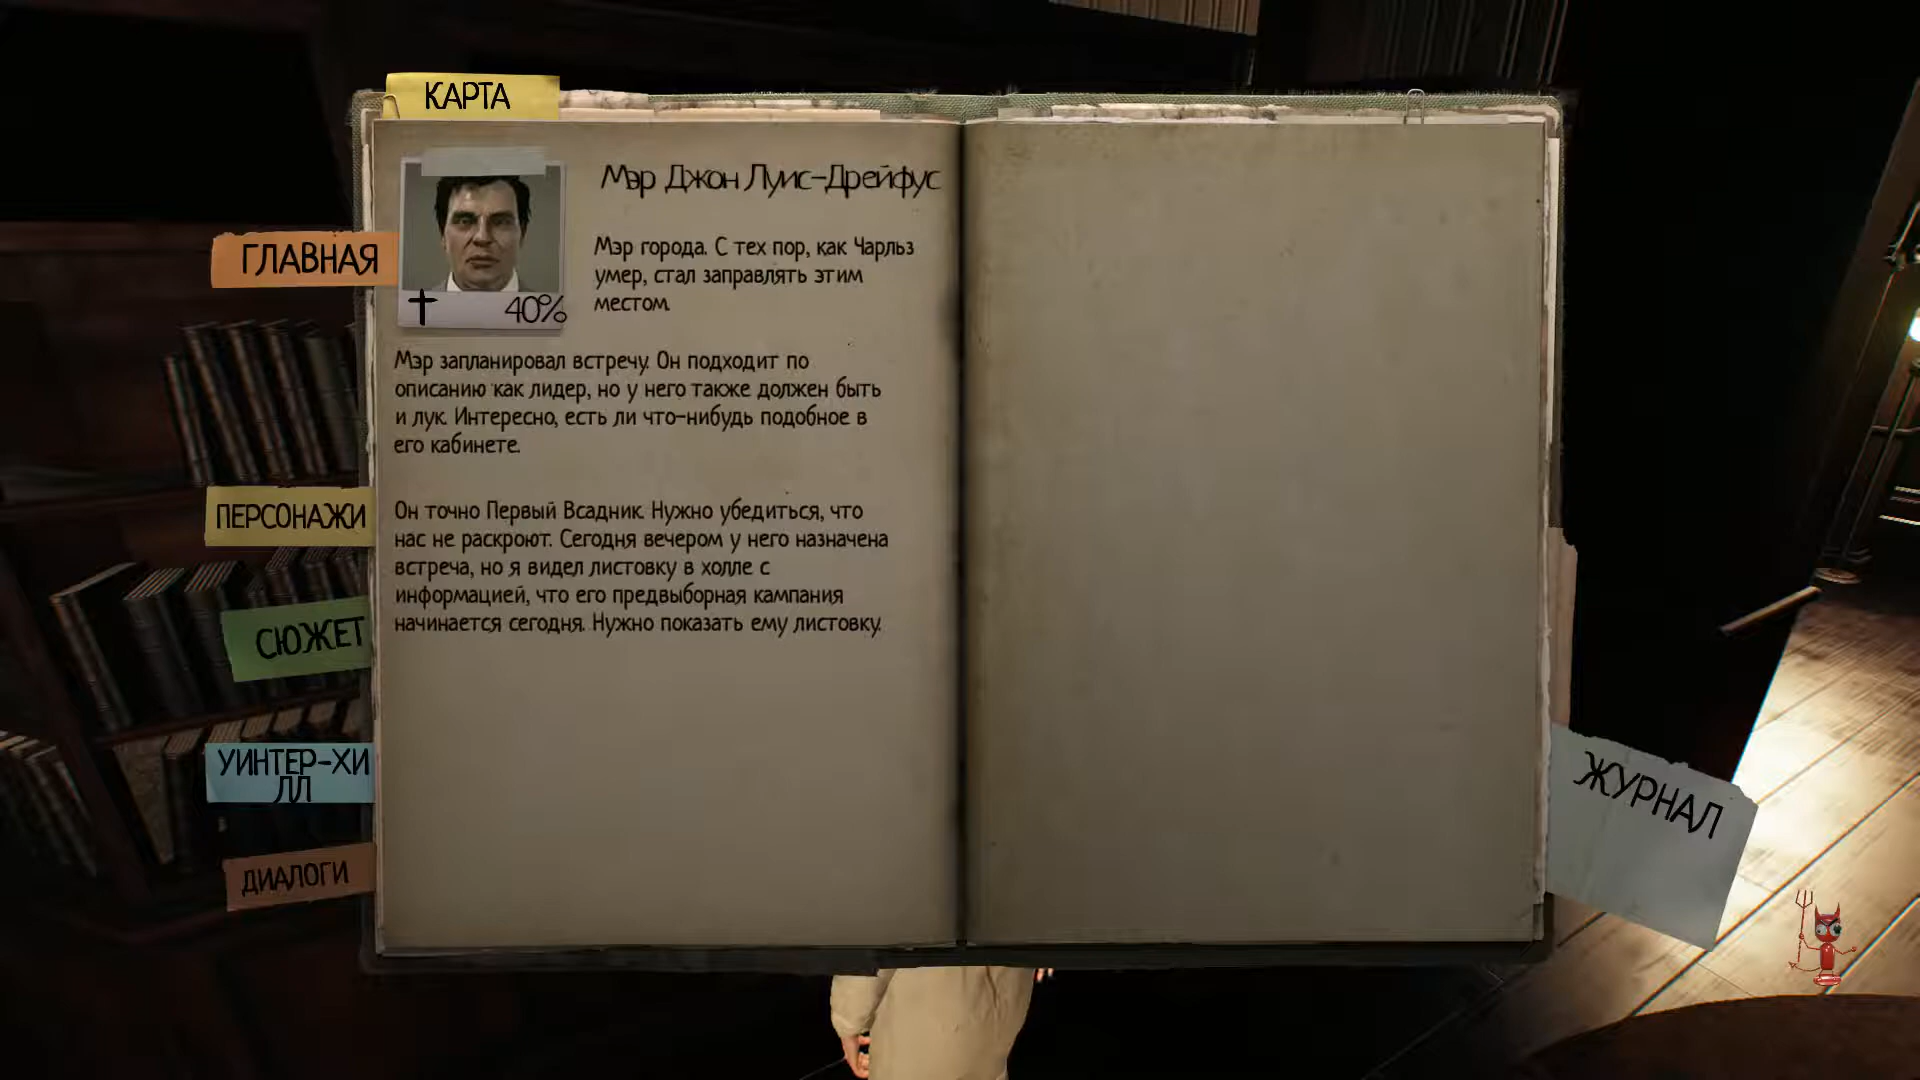 КАРТА
Мэр Джон Луис-Дрейфус
ГЛАВНАЯ
40%
Мэр города. С тех пор, как Чарльз
умер, стал заправлять этим
местом.
Мэр запланировал встречу. Он подходит по
описанию как лидер, но у него также должен быть
и лук. Интересно, есть ли что-нибудь подобное в
его кабинете.
ПЕРСОНАЖИ
Он точно Первый Всадник. Нужно убедиться, что
нас не раскроют. Сегодня вечером у него назначена
встреча, но я видел листовку в холле с
информацией, что его предвыборная кампания
начинается сегодня. Нужно показать ему листовку.
СЮЖЕТ
УИНТЕР-ХИ
ЛЛ
ДИАЛОГИ
ЖУРНАЛ